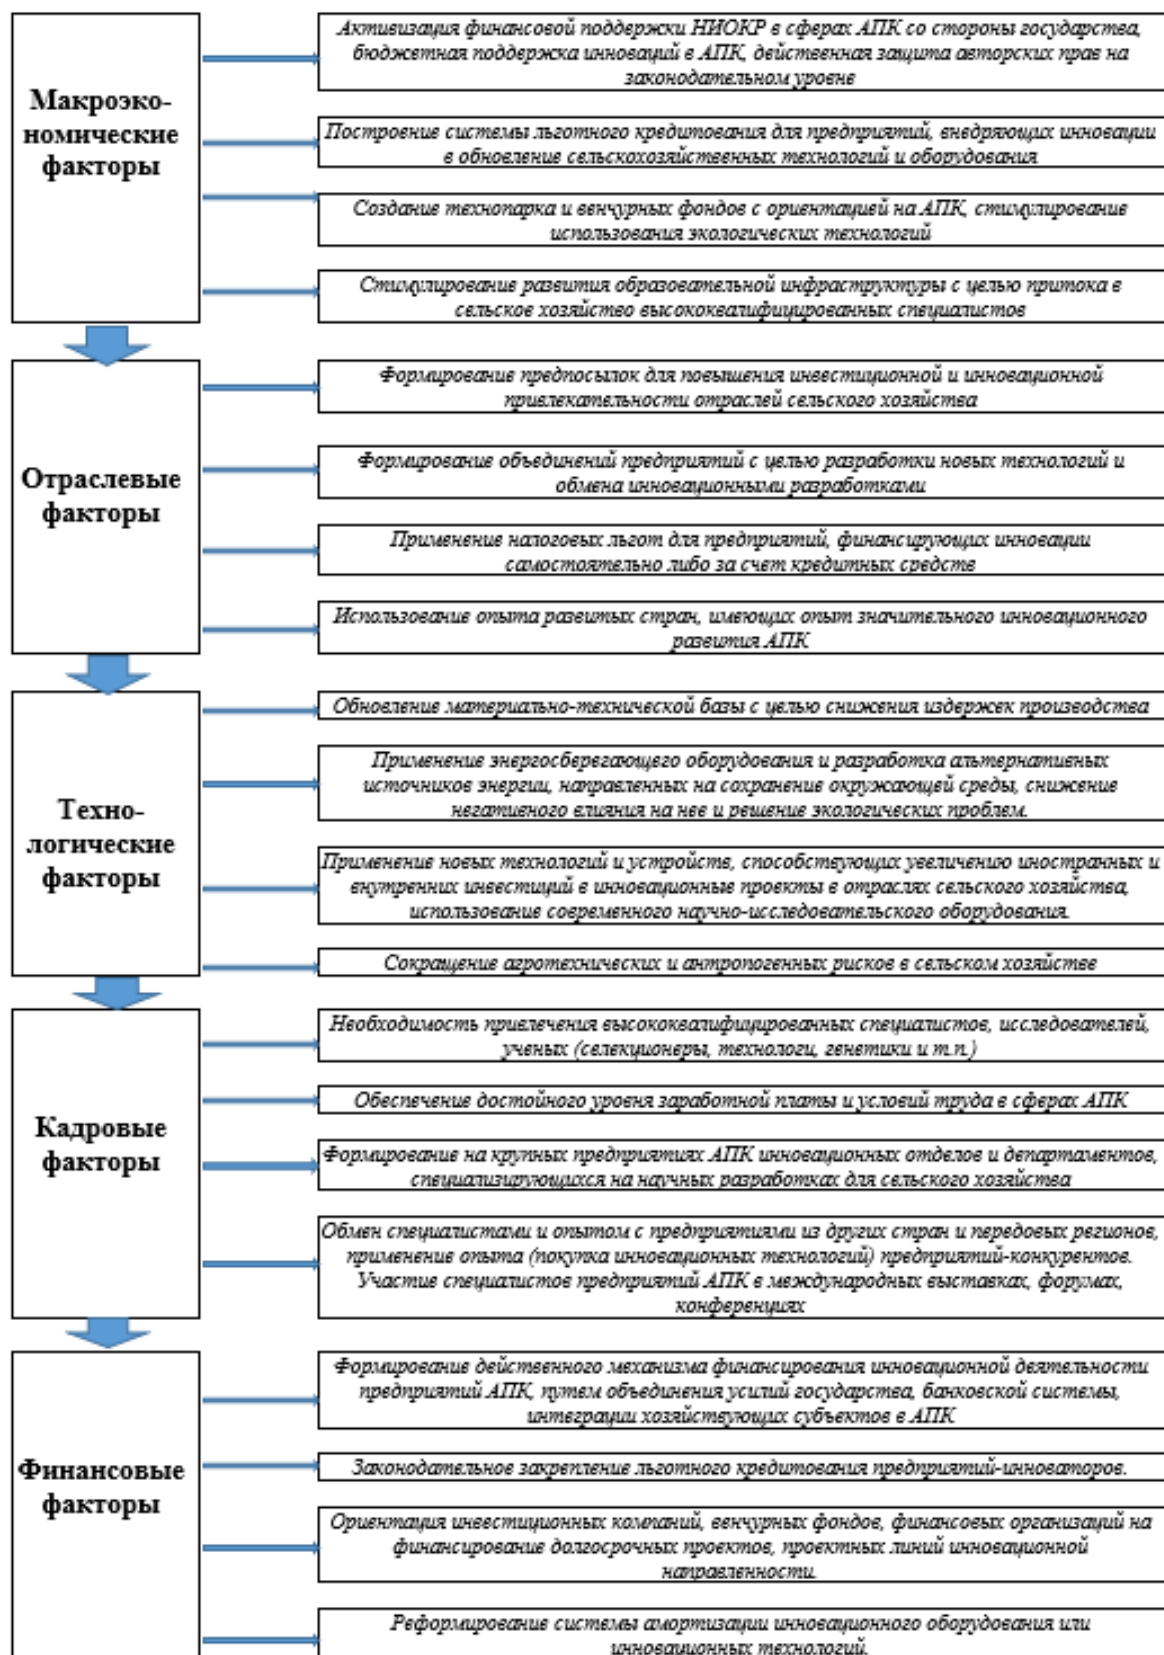 Макроэко-
номические
факторы
Активизация финансовой поддержки НИОКР в сферах АПК со стороны государства,
бюджетная поддержка инноваций в АПК, действенная защита авторских прав на
законодательном уровне
Построение системы льготного кредитования для предприятий, внедряющих инновации
в обновление сельскохозяйственных технологий и оборудования
Создание технопарка и венчурных фондов с ориентацией на АПК, стимулирование
использования экологических технологий
Стимулирование развития образовательной инфраструктуры с целью притока в
сельское хозяйство высококвалифицированных специалистов
Отраслевые
факторы
Формирование предпосылок для повышения инвестиционной и инновационной
привлекательности отраслей сельского хозяйства
Формирование объединений предприятий с целью разработки новых технологий и
обмена инновационными разработками
Применение налоговых льгот для предприятий, финансирующих инновации
самостоятельно либо за счет кредитных средств
Использование опыта развитых стран, имеющих опыт значительного инновационного
развития АПК
Техно-
логические
факторы
Обновление материально-технической базы с целью снижения издержек производства
Применение энергосберегающего оборудования и разработка альтернативных
источников энергии, направленных на сохранение окружающей среды, снижение
негативного влияния на нее и решение экологических проблем.
Применение новых технологий и устройств, способствующих увеличению иностранных и
внутренних инвестиций в инновационные проекты в отраслях сельского хозяйства,
использование современного научно-исследовательского оборудования.
Сокращение агротехнических и антропогенных рисков в сельском хозяйстве
Кадровые
факторы
Необходимость привлечения высококвалифицированных специалистов, исследователей,
ученых (селекционеры, технологи, генетики и т.п.)
Обеспечение достойного уровня заработной платы и условий труда в сферах АПК
Формирование на крупных предприятиях АПК инновационных отделов и департаментов,
специализирующихся на научных разработках для сельского хозяйства
Обмен специалистами и опытом с предприятиями из других стран и передовых регионов,
применение опыта (покупка инновационных технологий) предприятий-конкурентов.
Участие специалистов предприятий АПК в международных выставках, форумах,
конференциях
Финансовые
факторы
Формирование действенного механизма финансирования инновационной деятельности
предприятий АПК, путем объединения усилий государства, банковской системы,
интеграции хозяйствующих субъектов в АПК
Законодательное закрепление льготного кредитования предприятий-инноваторов.
Ориентация инвестиционных компаний, венчурных фондов, финансовых организаций на
финансирование долгосрочных проектов, проектных линий инновационной
направленности.
Реформирование системы амортизации инновационного оборудования или
инновационных технологий.